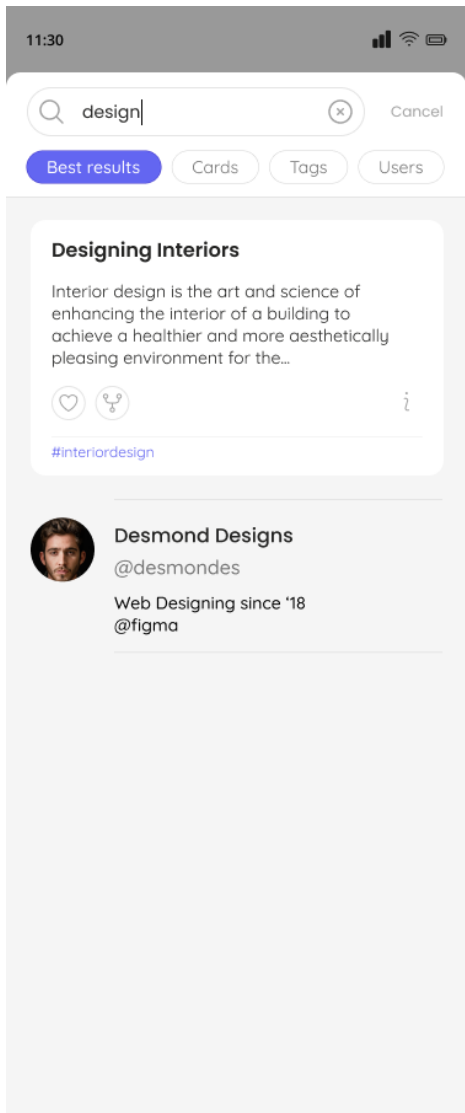 11:30
design
Cancel
Best results
Cards
Tags
Users
Designing Interiors
Interior design is the art and science of
enhancing the interior of a building to
achieve a healthier and more aesthetically
pleasing environment for the...
i
#interiordesign
Desmond Designs
@desmondes
Web Designing since ‘18
@figma